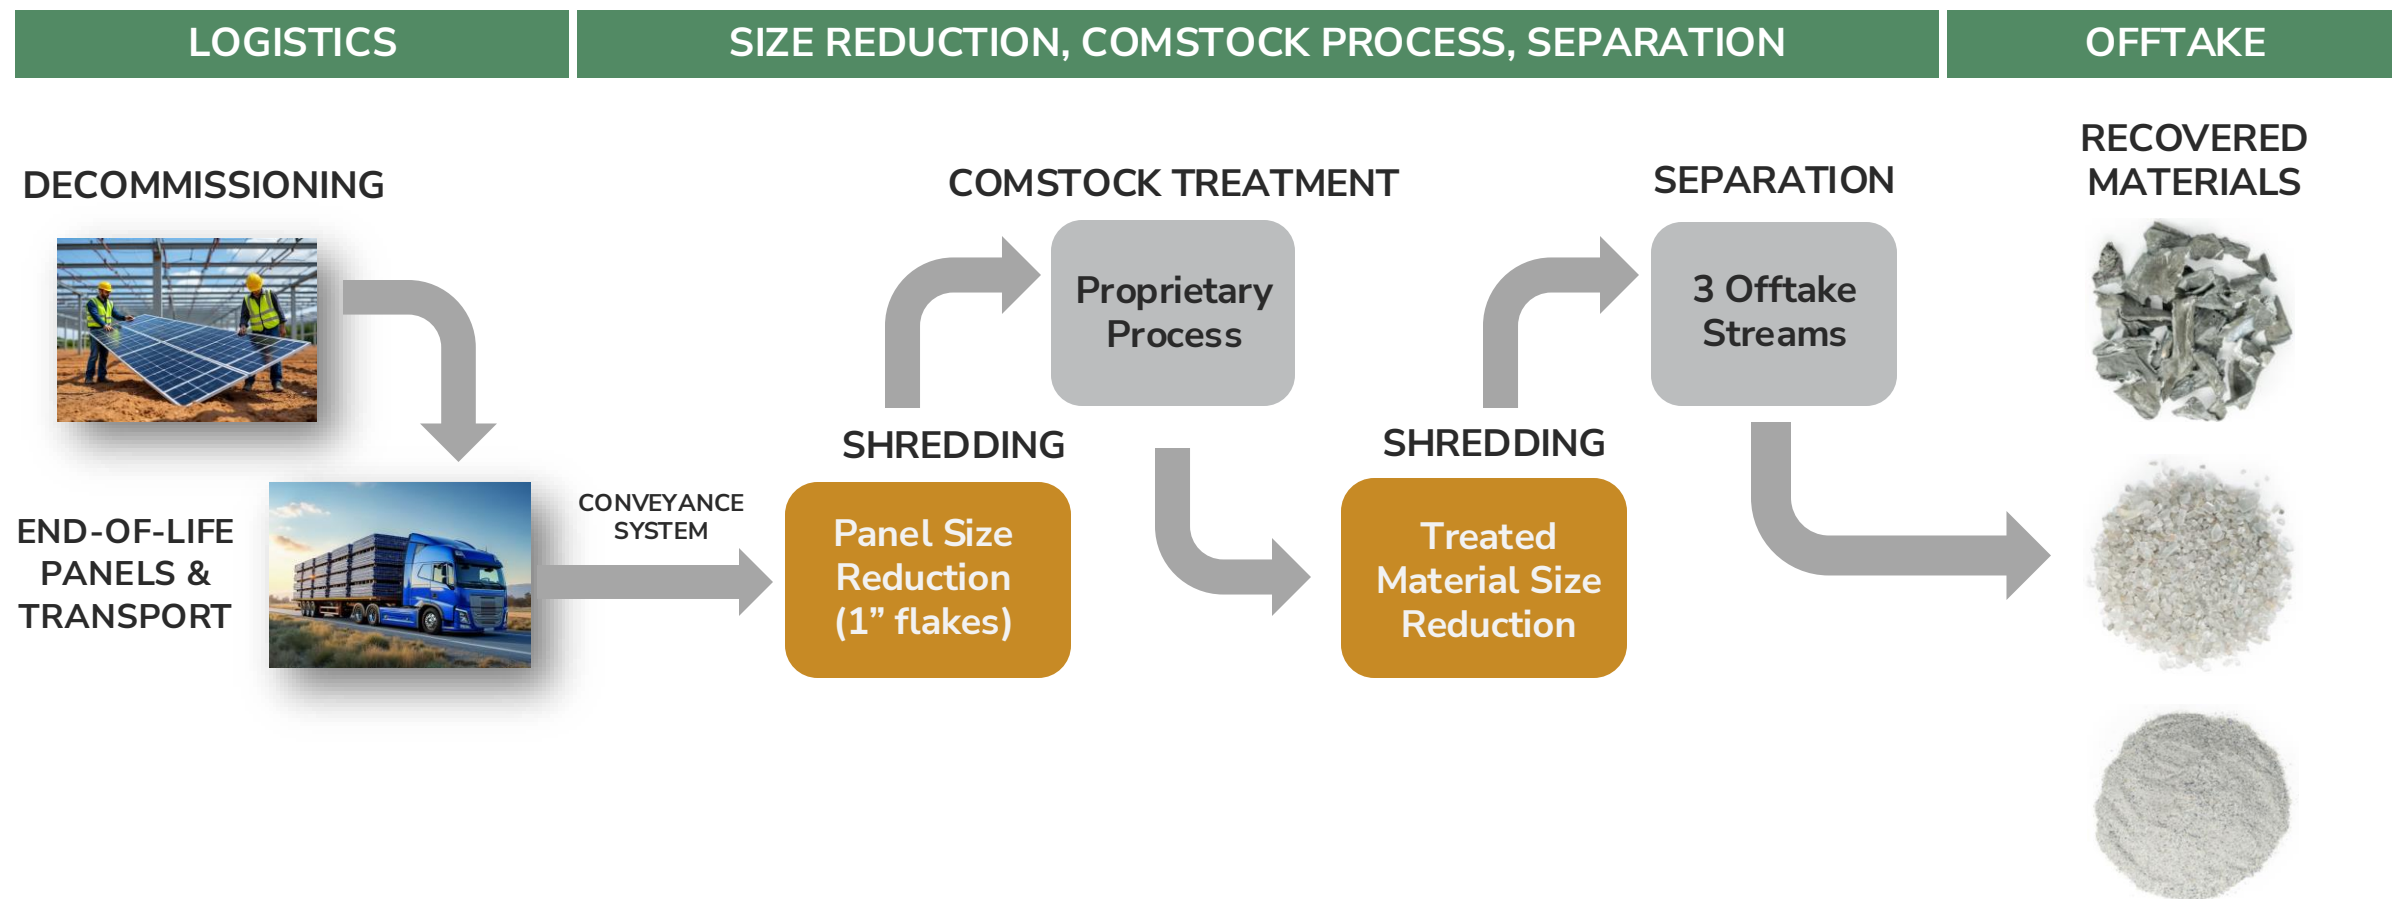 LOGISTICS
SIZE REDUCTION, COMSTOCK PROCESS, SEPARATION
OFFTAKE
DECOMMISSIONING
END-OF-LIFE
PANELS &
TRANSPORT
CONVEYANCE
SYSTEM
SHREDDING
Panel Size
Reduction
(1” flakes)
COMSTOCK TREATMENT
Proprietary
Process
SHREDDING
Treated
Material Size
Reduction
SEPARATION
3 Offtake
Streams
RECOVERED
MATERIALS